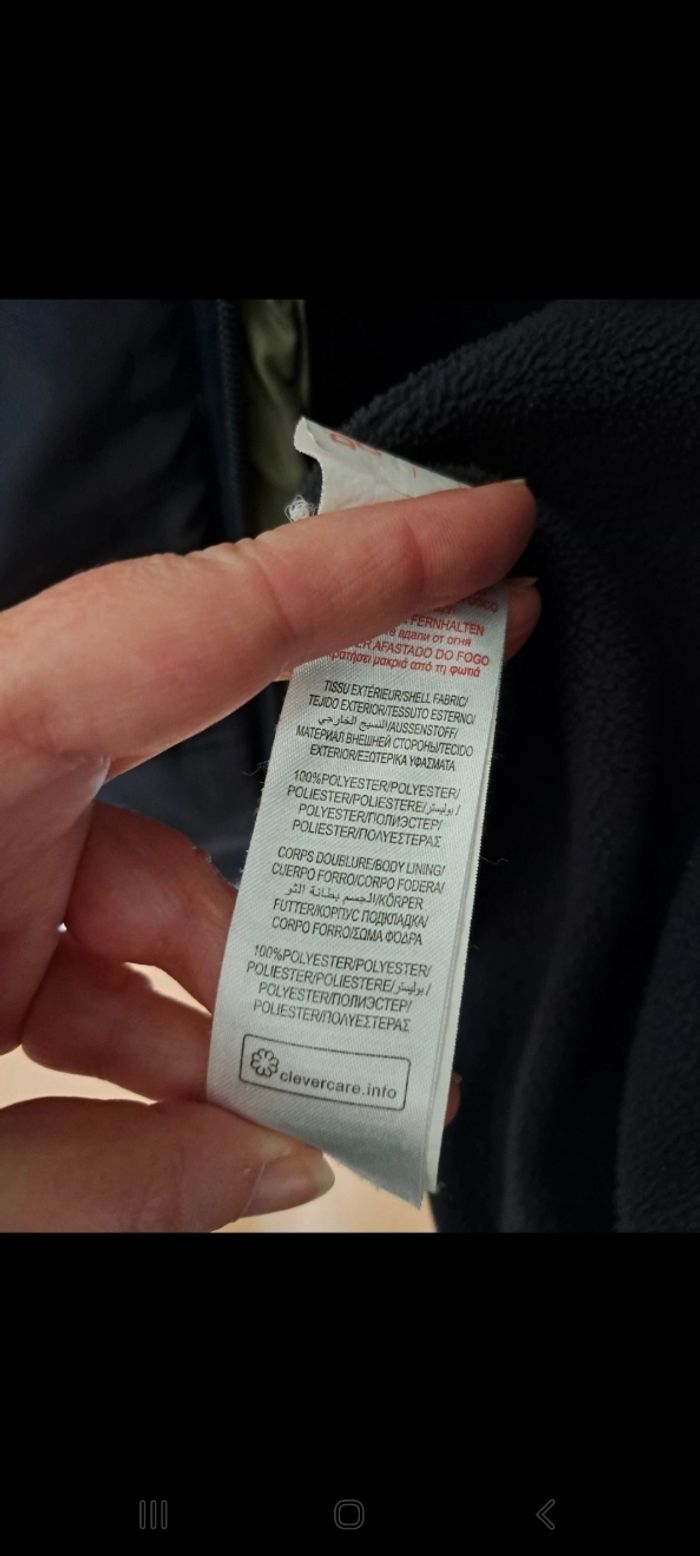 FERNHALTEN
AFASTADO DO FOGO
μακριά από τη φωτιά
TISSU EXTERIEUR/SHELL FABRIC/
TEJIDO EXTERIOR/TESSUTO ESTERNO/
النسيج الخارجي/AUSSENSTOFF/
МАТЕРИАЛ ВНЕШНЕЙ СТОРОНЫ/TECIDO
EXTERIOR/ΕΞΩΤΕΡΙΚΑ ΥΦΑΣΜΑΤΑ
100%POLYESTER/POLYESTER/
POLIESTER/POLIESTERE/بوليستر/
POLYESTER/ПОЛИЭСТЕР/
POLIESTER/ΠΟΛΥΕΣΤΕΡΑΣ
CORPS DOUBLURE/BODY LINING/
CUERPO FORRO/CORPO FODERA/
الجسم بطانة الثو/KÖRPER
FUTTER/КОРПУС ПОДКЛАДКА/
CORPO FORRO/ΣΩΜΑ ΦΟΔΡΑ
100%POLYESTER/POLYESTER/
POLIESTER/POLIESTERE/بوليستر/
POLYESTER/ПОЛИЭСТЕР/
POLIESTER/ΠΟΛΥΕΣΤΕΡΑΣ
clevercare.info